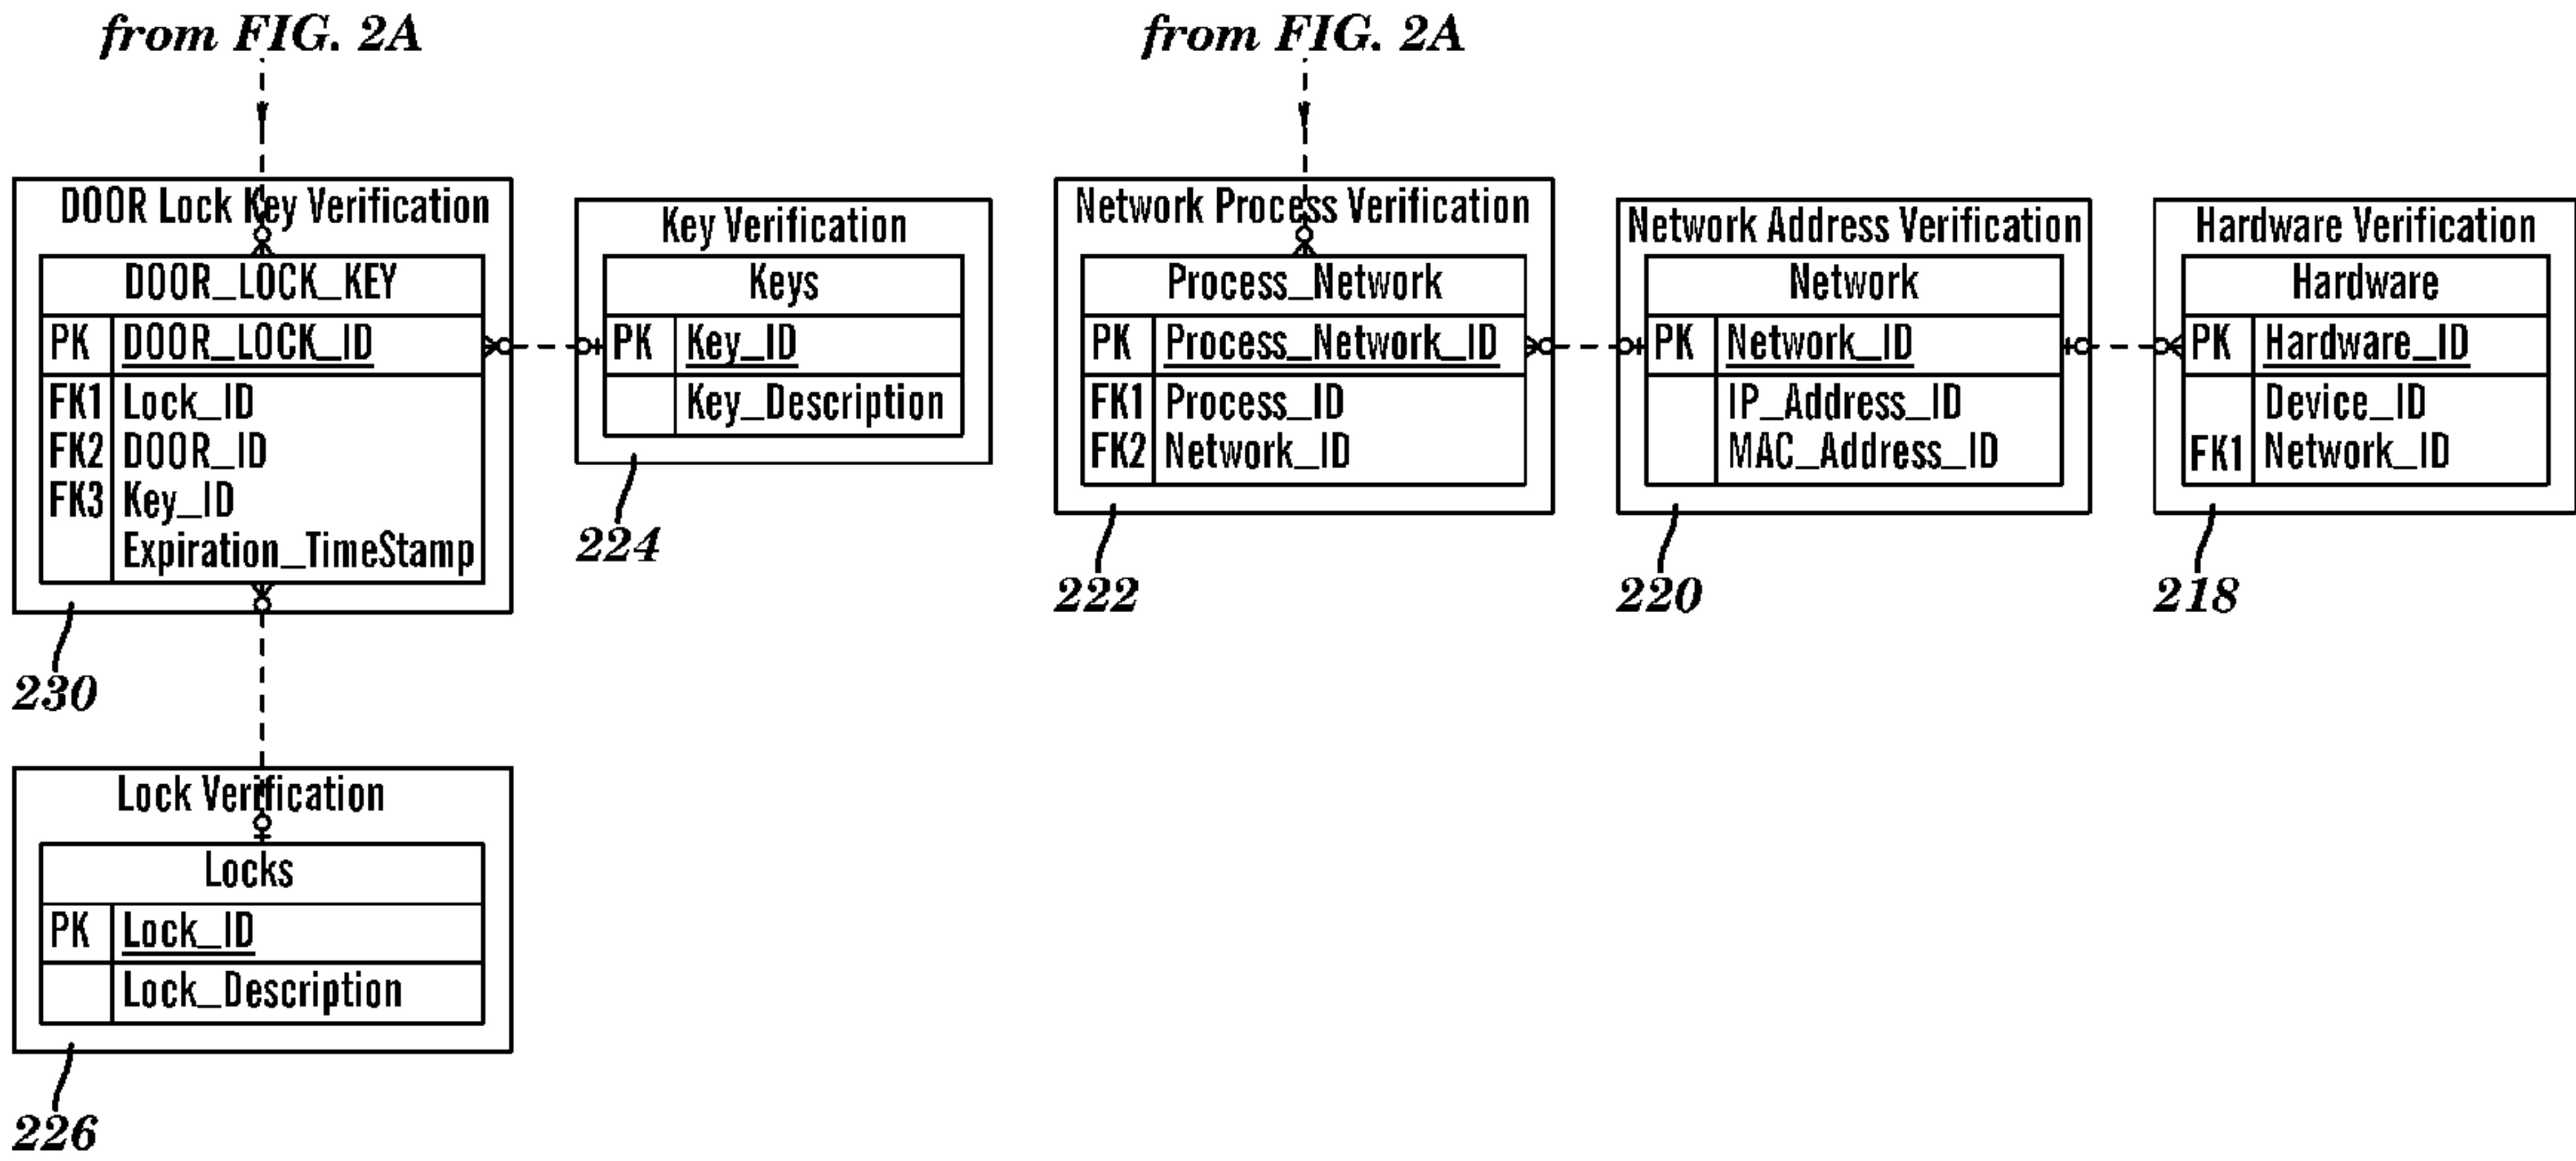 from FIG. 2A
DOOR Lock Key Verification
DOOR_LOCK_KEY
PK DOOR_LOCK_ID
FK1 Lock_ID
FK2 DOOR_ID
FK3 Key_ID
Expiration_TimeStamp
230
Key Verification
Keys
PK Key_ID
Key_Description
224
Lock Verification
Locks
PK Lock_ID
Lock_Description
226
from FIG. 2A
Network Process Verification
Process_Network
PK Process_Network_ID
FK1 Process_ID
FK2 Network_ID
222
Network Address Verification
Network
PK Network_ID
IP_Address_ID
MAC_Address_ID
220
Hardware Verification
Hardware
PK Hardware_ID
Device_ID
FK1 Network_ID
218